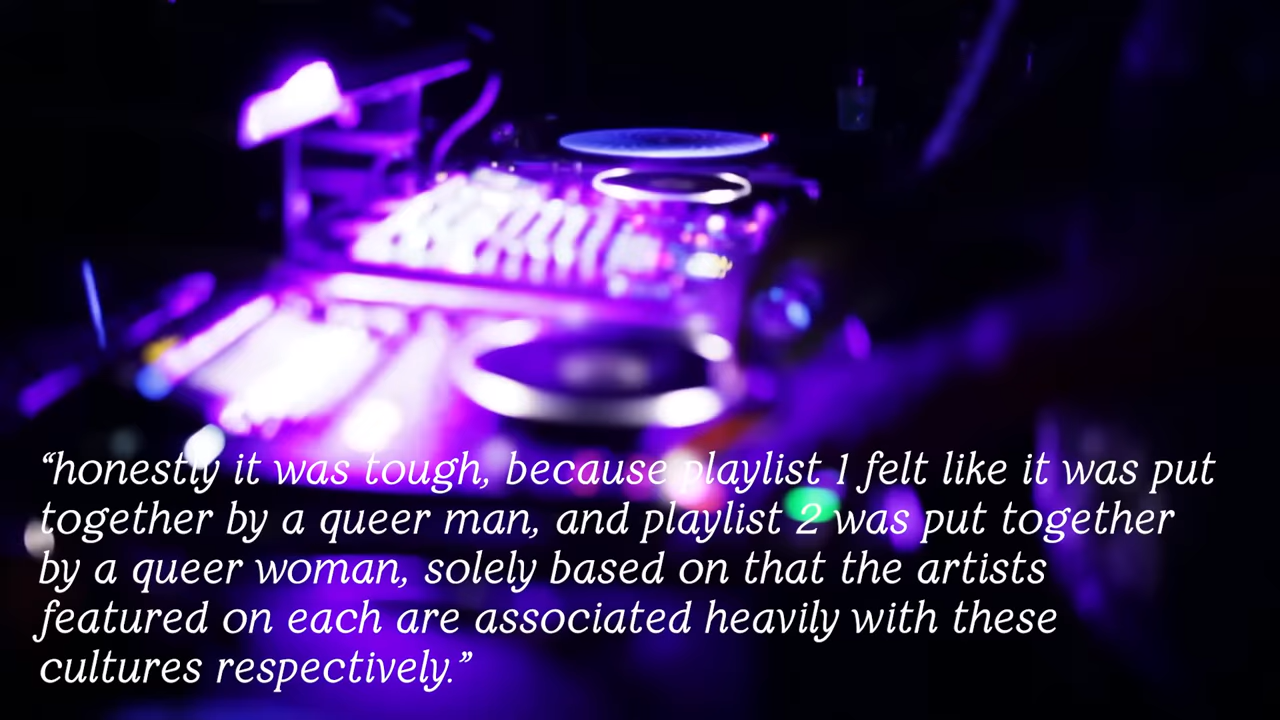 “honestly it was tough, because playlist 1 felt like it was put
together by a queer man, and playlist 2 was put together
by a queer woman, solely based on that the artists
featured on each are associated heavily with these
cultures respectively.”